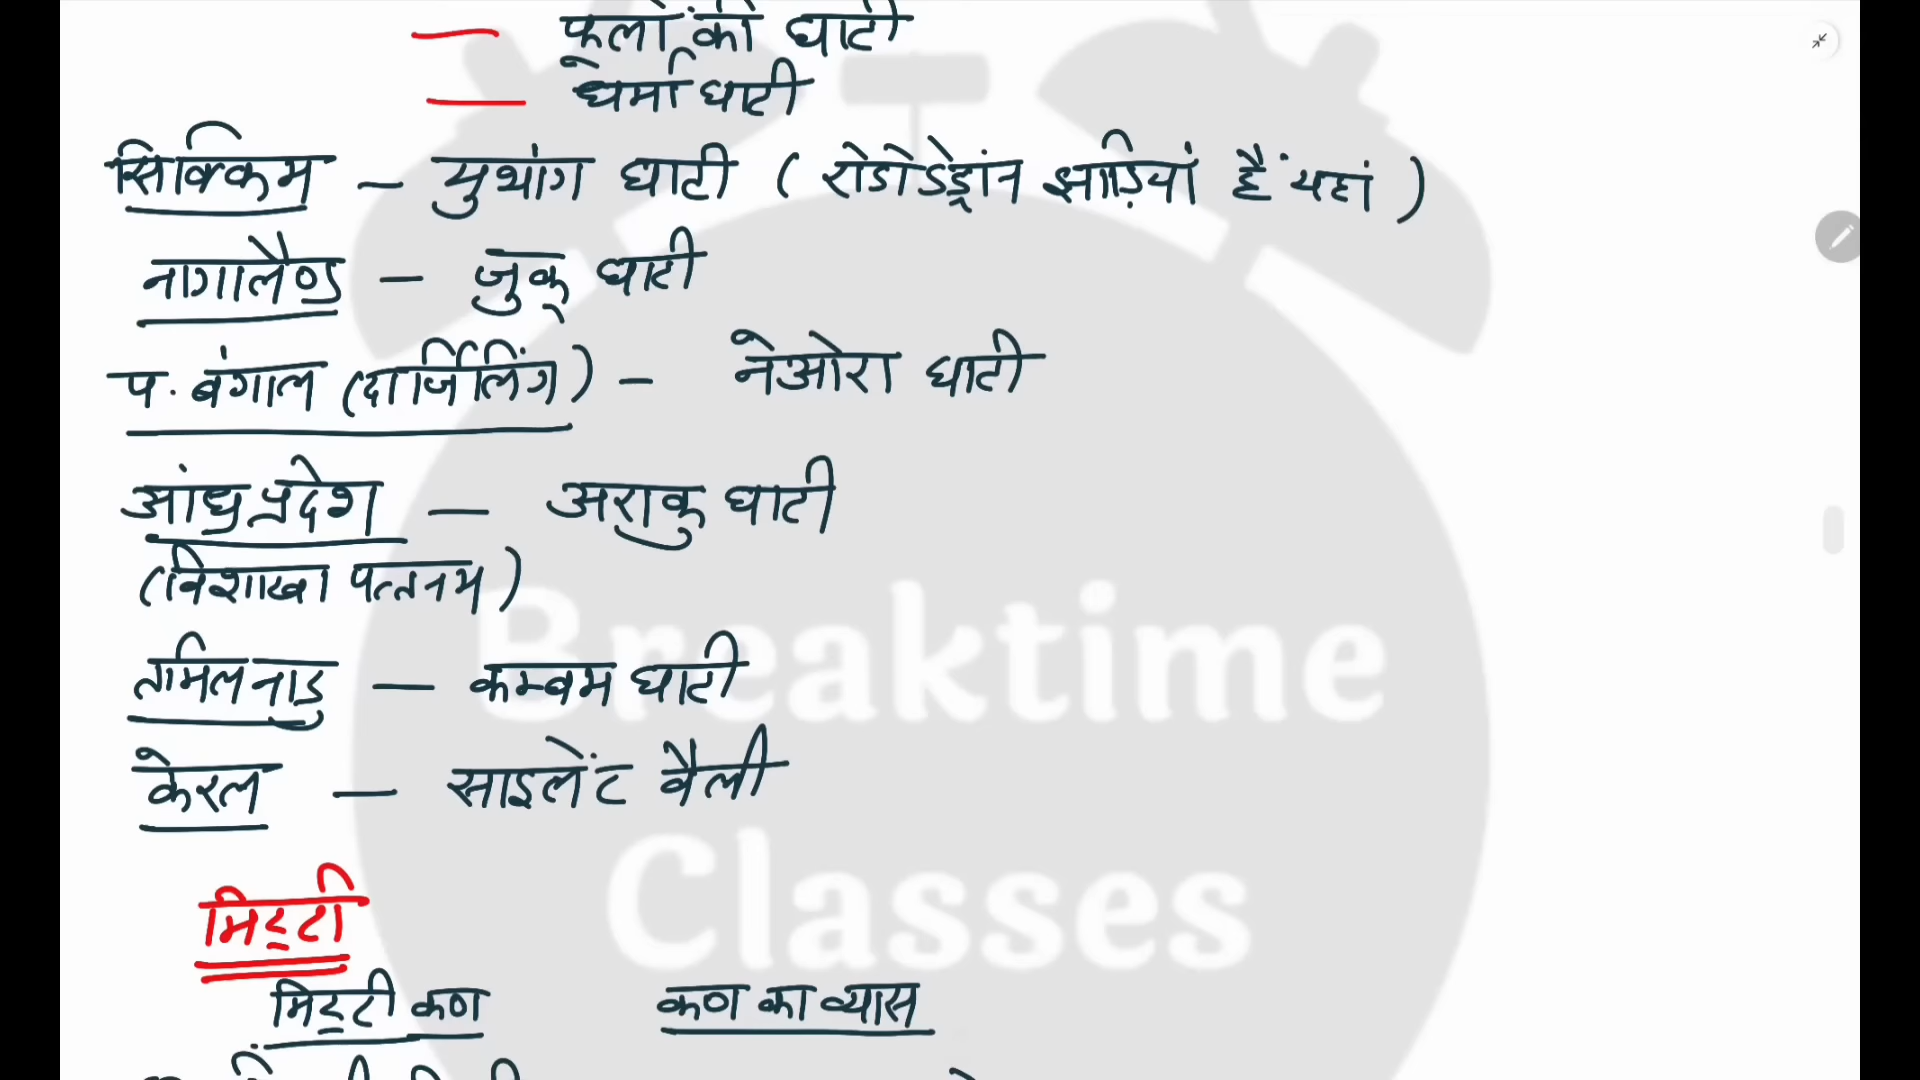 फूलों की घाटी
धर्मा घाटी
सिक्किम – युथांग घाटी ( रोडोडेंड्रांन झाड़ियां हैं यहां )
नागालैण्ड – जुकू घाटी
प. बंगाल (दार्जिलिंग) – नेओरा घाटी
आंध्रप्रदेश – अराकु घाटी
(विशाखा पत्तनम)
तमिलनाडु – कम्बम घाटी
केरल – साइलेंट वैली
Breaktime
Classes
मिट्टी
मिट्टी कण कण का व्यास